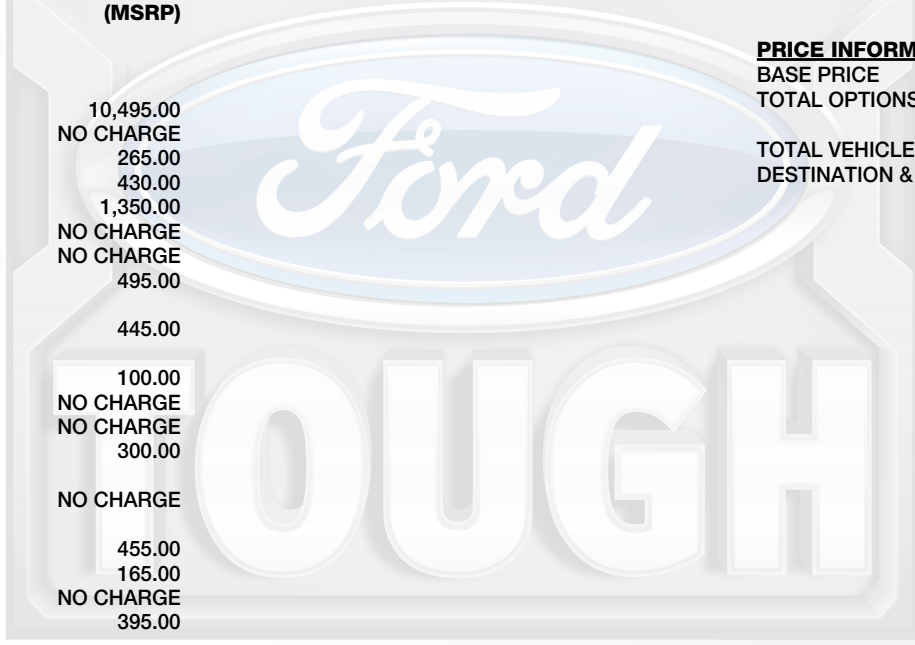 (MSRP)
PRICE INFORM
BASE PRICE
TOTAL OPTIONS
TOTAL VEHICLE
DESTINATION &
10,495.00
NO CHARGE
265.00
430.00
1,350.00
NO CHARGE
NO CHARGE
495.00
445.00
100.00
NO CHARGE
NO CHARGE
300.00
NO CHARGE
455.00
165.00
NO CHARGE
395.00
Ford
TOUGH